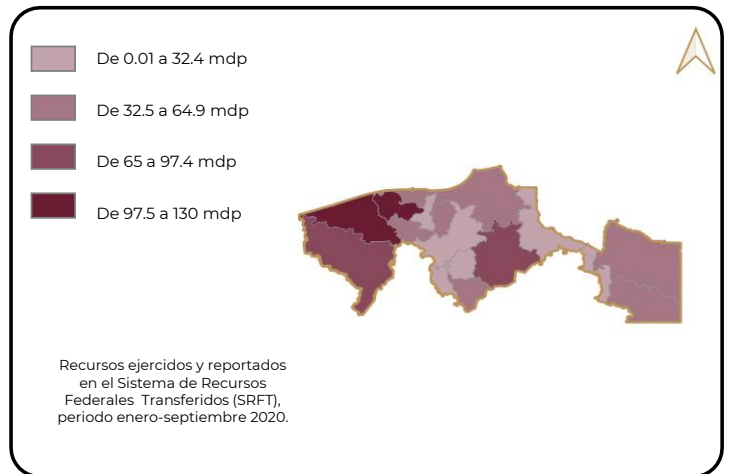 De 0.01 a 32.4 mdp
De 32.5 a 64.9 mdp
De 65 a 97.4 mdp
De 97.5 a 130 mdp
Recursos ejercidos y reportados
en el Sistema de Recursos
Federales Transferidos (SRFT),
periodo enero-septiembre 2020.